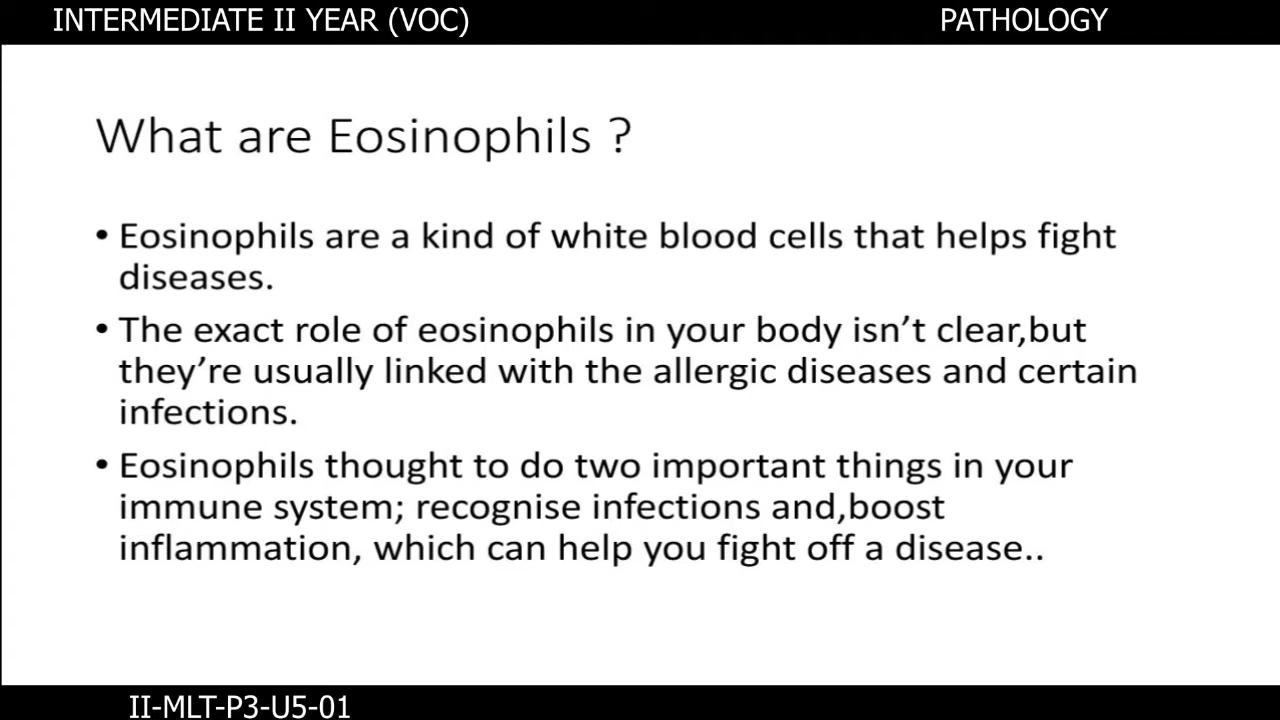 INTERMEDIATE II YEAR (VOC) PATHOLOGY
What are Eosinophils ?
• Eosinophils are a kind of white blood cells that helps fight
diseases.
• The exact role of eosinophils in your body isn’t clear,but
they’re usually linked with the allergic diseases and certain
infections.
• Eosinophils thought to do two important things in your
immune system; recognise infections and,boost
inflammation, which can help you fight off a disease..
II-MLT-P3-U5-01